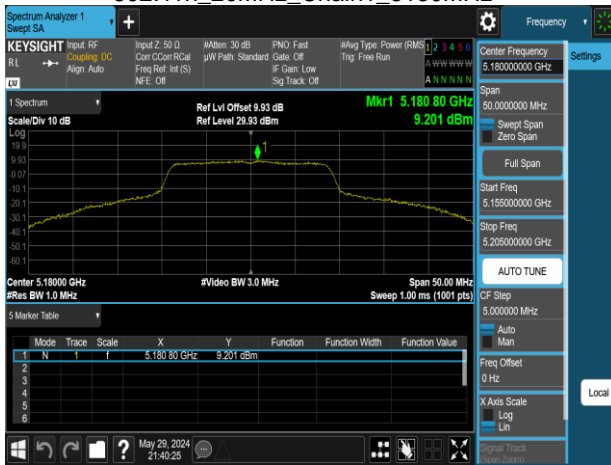 Spectrum Analyzer 1
Swept SA
+
Frequency
KEYSIGHT
RL
Input: RF
Coupling: DC
Align: Auto
Input Z: 50 Ω
Corr CCorr RCal
Freq Ref: Int (S)
NFE: Off
#Atten: 30 dB
µW Path: Standard
PNO: Fast
Gate: Off
IF Gain: Low
Sig Track: Off
#Avg Type: Power (RMS
Trig: Free Run
1 2 3 4 5 6
A W W W W W
A N N N N N
Center Frequency
5.180000000 GHz
Settings
1 Spectrum
Scale/Div 10 dB
Ref Lvl Offset 9.93 dB
Ref Level 29.93 dBm
Mkr1 5.180 80 GHz
9.201 dBm
Span
50.0000000 MHz
Swept Span
Zero Span
Full Span
Start Freq
5.155000000 GHz
Stop Freq
5.205000000 GHz
AUTO TUNE
CF Step
5.000000 MHz
Auto
Man
Freq Offset
0 Hz
X Axis Scale
Log
Lin
Signal Track
(Span Zoom)
Local
Log
19.9
9.93
-0.07
-10.1
-20.1
-30.1
-40.1
-50.1
-60.1
1
Center 5.18000 GHz
#Res BW 1.0 MHz
#Video BW 3.0 MHz
Span 50.00 MHz
Sweep 1.00 ms (1001 pts)
5 Marker Table
Mode Trace Scale X Y Function Function Width Function Value
1 N 1 f 5.180 80 GHz 9.201 dBm
2
3
4
5
6
?
May 29, 2024
21:40:25